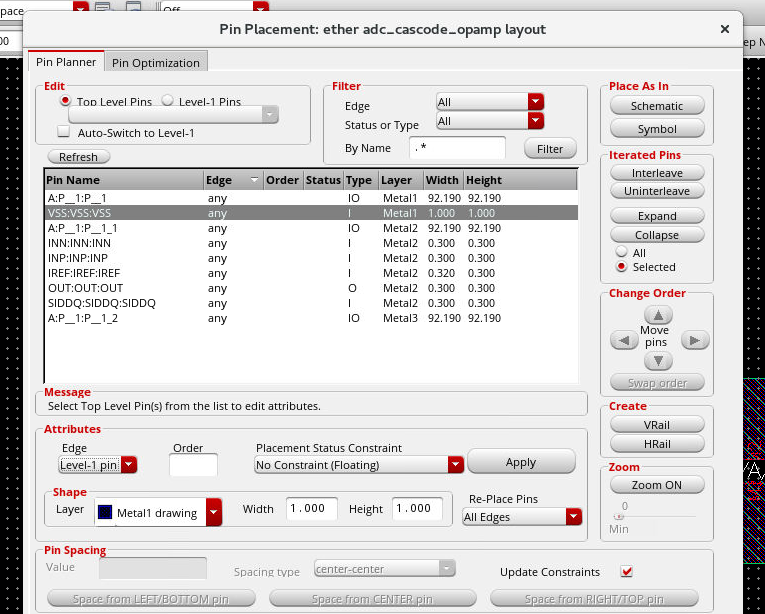 pace
Off
00
ep N
Pin Placement: ether adc_cascode_opamp layout
Pin Planner
Pin Optimization
Edit
Top Level Pins
Level-1 Pins
Auto-Switch to Level-1
Filter
Edge
All
Status or Type
All
By Name
.*
Filter
Refresh
Place As In
Schematic
Symbol
Pin Name Edge Order Status Type Layer Width Height
A:P__1:P__1 any IO Metal1 92.190 92.190
VSS:VSS:VSS any I Metal1 1.000 1.000
A:P__1:P__1_1 any IO Metal2 92.190 92.190
INN:INN:INN any I Metal2 0.300 0.300
INP:INP:INP any I Metal2 0.300 0.300
IREF:IREF:IREF any I Metal2 0.320 0.300
OUT:OUT:OUT any O Metal2 0.300 0.300
SIDDQ:SIDDQ:SIDDQ any I Metal2 0.300 0.300
A:P__1:P__1_2 any IO Metal3 92.190 92.190
Iterated Pins
Interleave
Uninterleave
Expand
Collapse
All
Selected
Change Order
Move
pins
Swap order
Message
Select Top Level Pin(s) from the list to edit attributes.
Attributes
Edge
Level-1 pin
Order
Placement Status Constraint
No Constraint (Floating)
Apply
Shape
Layer
Metal1 drawing
Width
1.000
Height
1.000
Re-Place Pins
All Edges
Create
VRail
HRail
Zoom
Zoom ON
0
Min
Pin Spacing
Value
Spacing type
center-center
Update Constraints
Space from LEFT/BOTTOM pin
Space from CENTER pin
Space from RIGHT/TOP pin